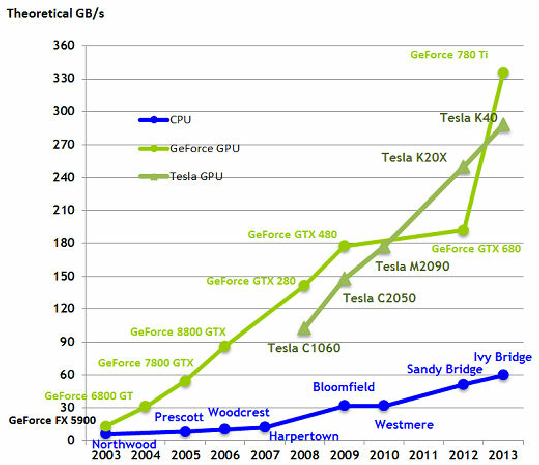 Theoretical GB/s
360
330
300
270
240
210
180
150
120
90
60
30
0
CPU
GeForce GPU
Tesla GPU
GeForce 780 Ti
Tesla K40
Tesla K20X
GeForce GTX 480
GeForce GTX 680
Tesla M2090
GeForce GTX 280
Tesla C2050
GeForce 8800 GTX
Tesla C1060
GeForce 7800 GTX
Ivy Bridge
Sandy Bridge
GeForce 6800 GT
Bloomfield
Prescott
Woodcrest
GeForce FX 5900
Westmere
Harpertown
Northwood
2003 2004 2005 2006 2007 2008 2009 2010 2011 2012 2013